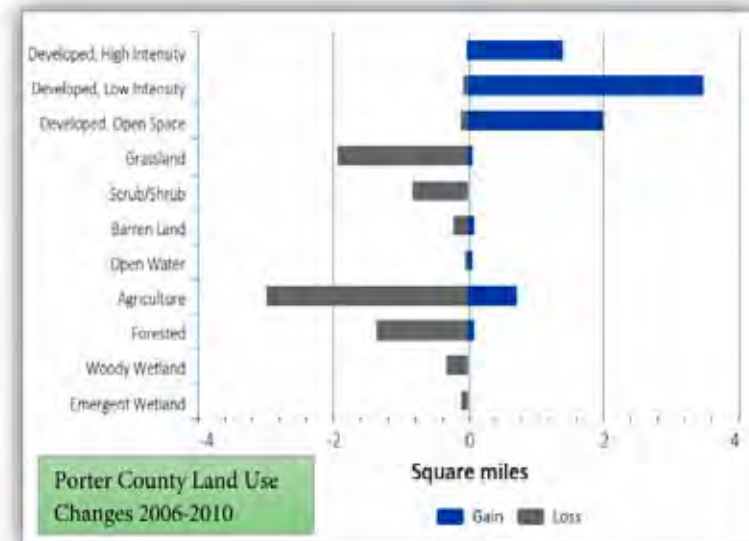 Developed, High Intensity
Developed, Low Intensity
Developed, Open Space
Grassland
Scrub/Shrub
Barren Land
Open Water
Agriculture
Forested
Woody Wetland
Emergent Wetland
-4 -2 0 2 4
Square miles
Gain Loss
Porter County Land Use
Changes 2006-2010